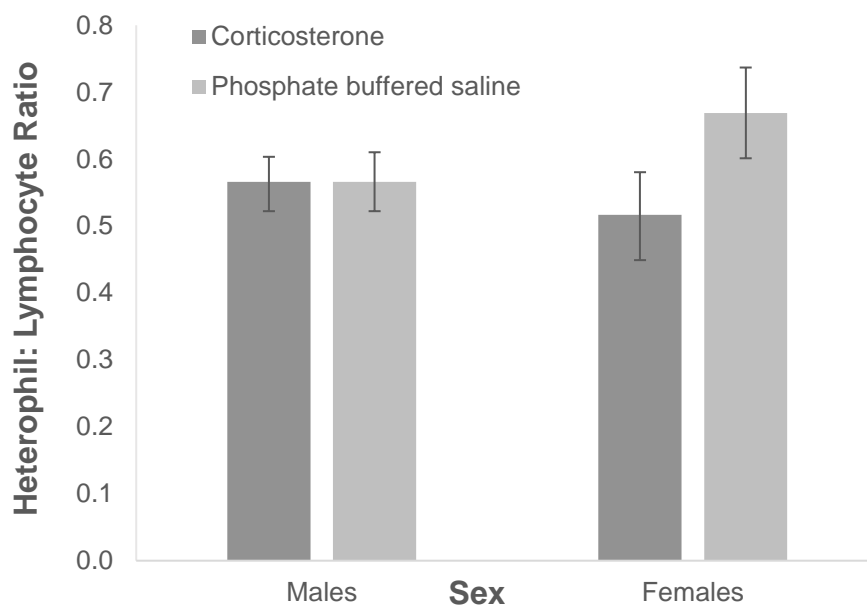 Heterophil: Lymphocyte Ratio
0.8
0.7
0.6
0.5
0.4
0.3
0.2
0.1
0.0
Corticosterone
Phosphate buffered saline
Males
Sex
Females